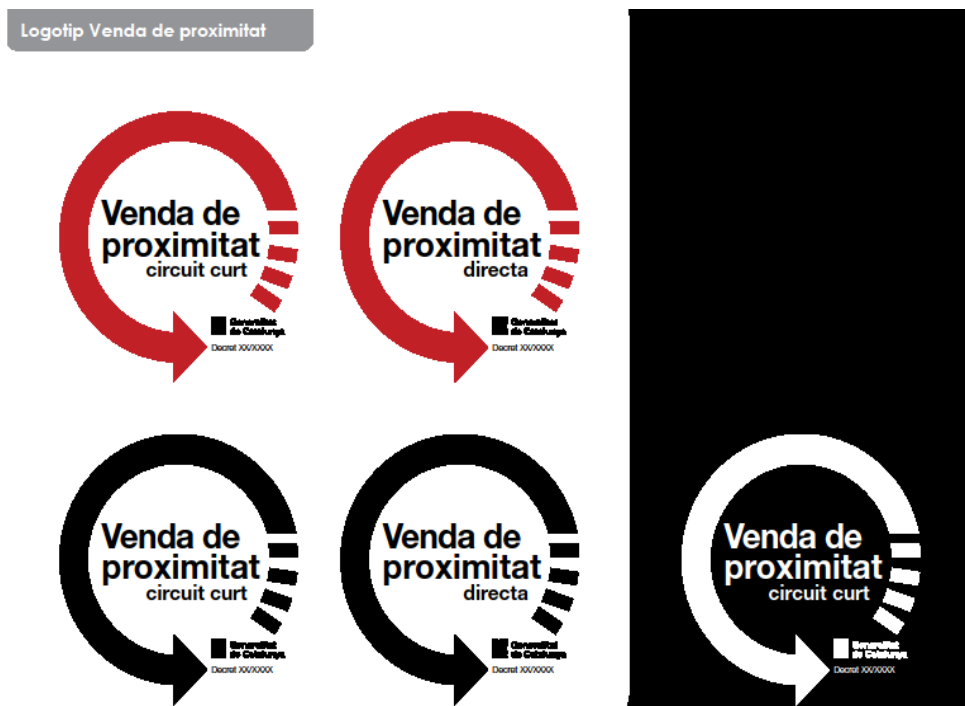 Logotip Venda de proximitat
Venda de
proximitat
circuit curt
Generalitat
de Catalunya
Decret XX/XXXX
Venda de
proximitat
directa
Generalitat
de Catalunya
Decret XX/XXXX
Venda de
proximitat
circuit curt
Generalitat
de Catalunya
Decret XX/XXXX
Venda de
proximitat
directa
Generalitat
de Catalunya
Decret XX/XXXX
Venda de
proximitat
circuit curt
Generalitat
de Catalunya
Decret XX/XXXX